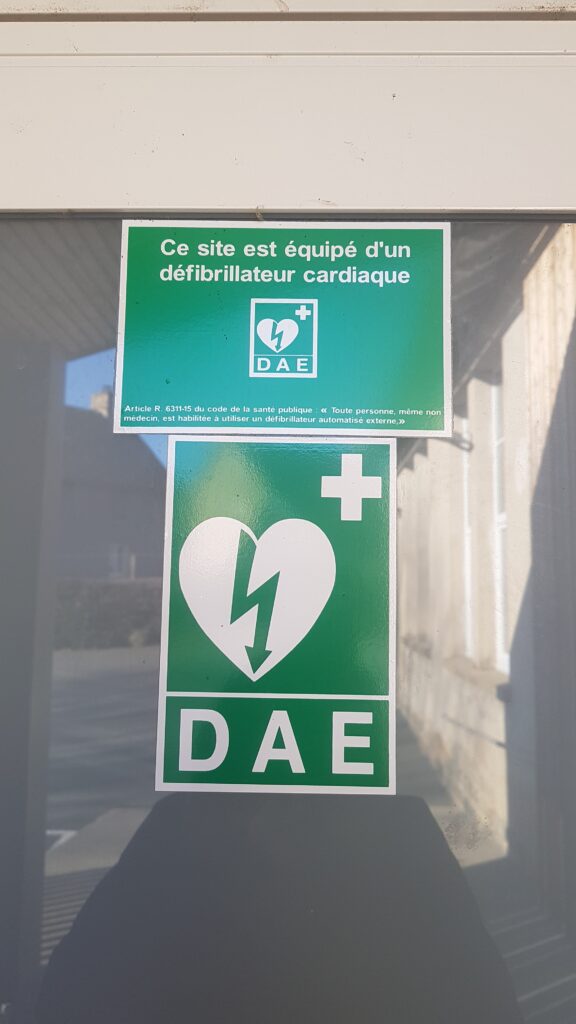 Ce site est équipé d'un
défibrillateur cardiaque
DAE
Article R. 6311-15 du code de la santé publique : « Toute personne, même non
médecin, est habilitée à utiliser un défibrillateur automatisé externe.»
DAE